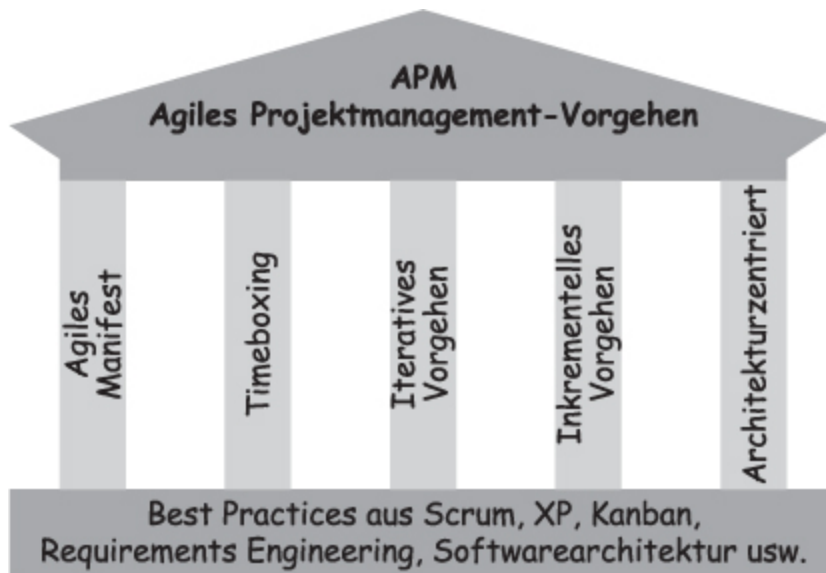 APM
Agiles Projektmanagement-Vorgehen
Agiles
Manifest
Timeboxing
Iteratives
Vorgehen
Inkrementelles
Vorgehen
Architekturzentriert
Best Practices aus Scrum, XP, Kanban,
Requirements Engineering, Softwarearchitektur usw.